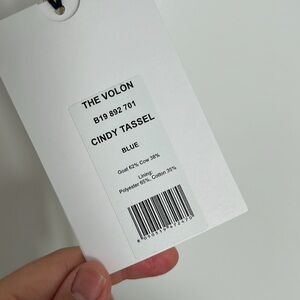 THE VOLON
B19 892 701
CINDY TASSEL
BLUE
Goat 62% Cow 38%
Lining:
Polyester 65%, Cotton 35%